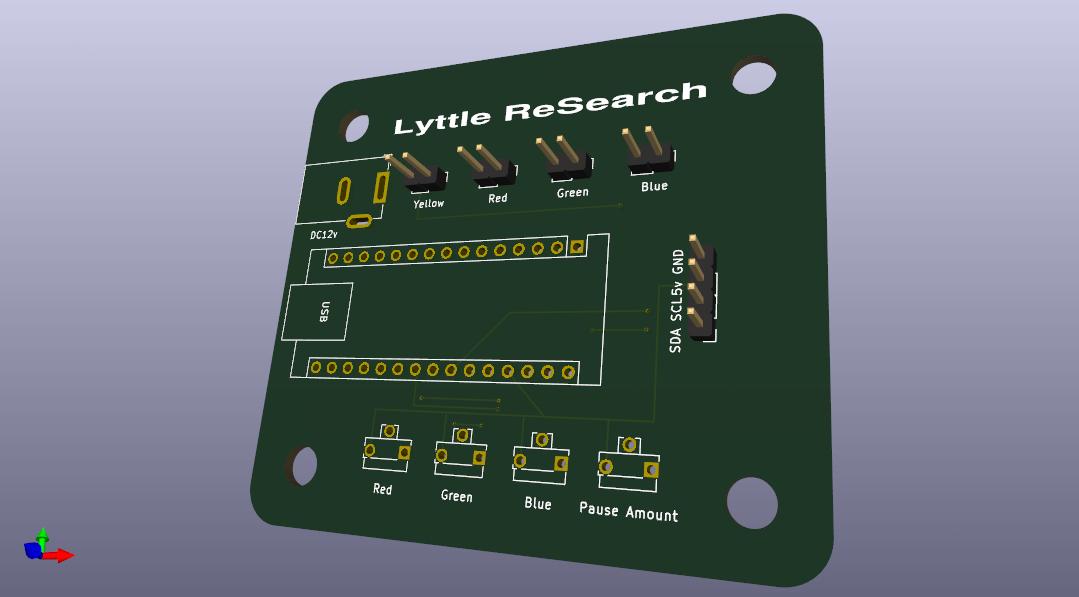 Lyttle ReSearch
Yellow
Red
Green
Blue
DC12v
USB
SDA SCL5v GND
Red
Green
Blue
Pause Amount